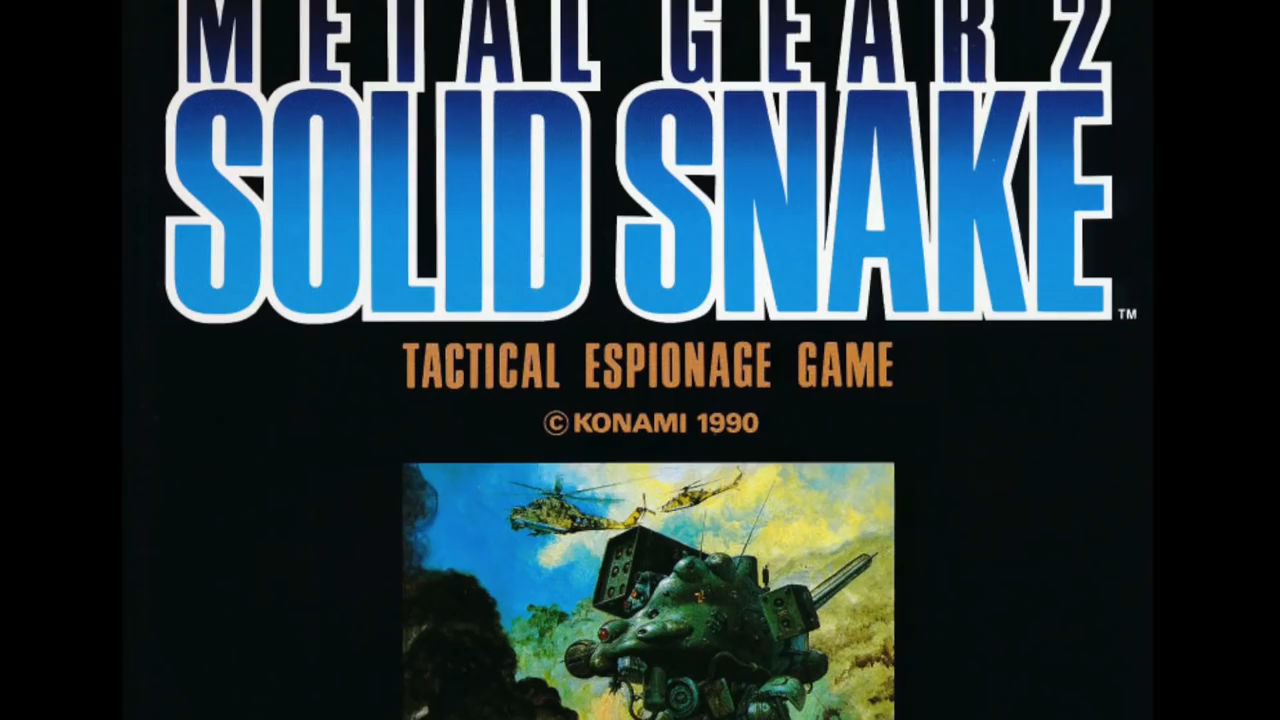 METAL GEAR 2
SOLID SNAKE™
TACTICAL ESPIONAGE GAME
© KONAMI 1990